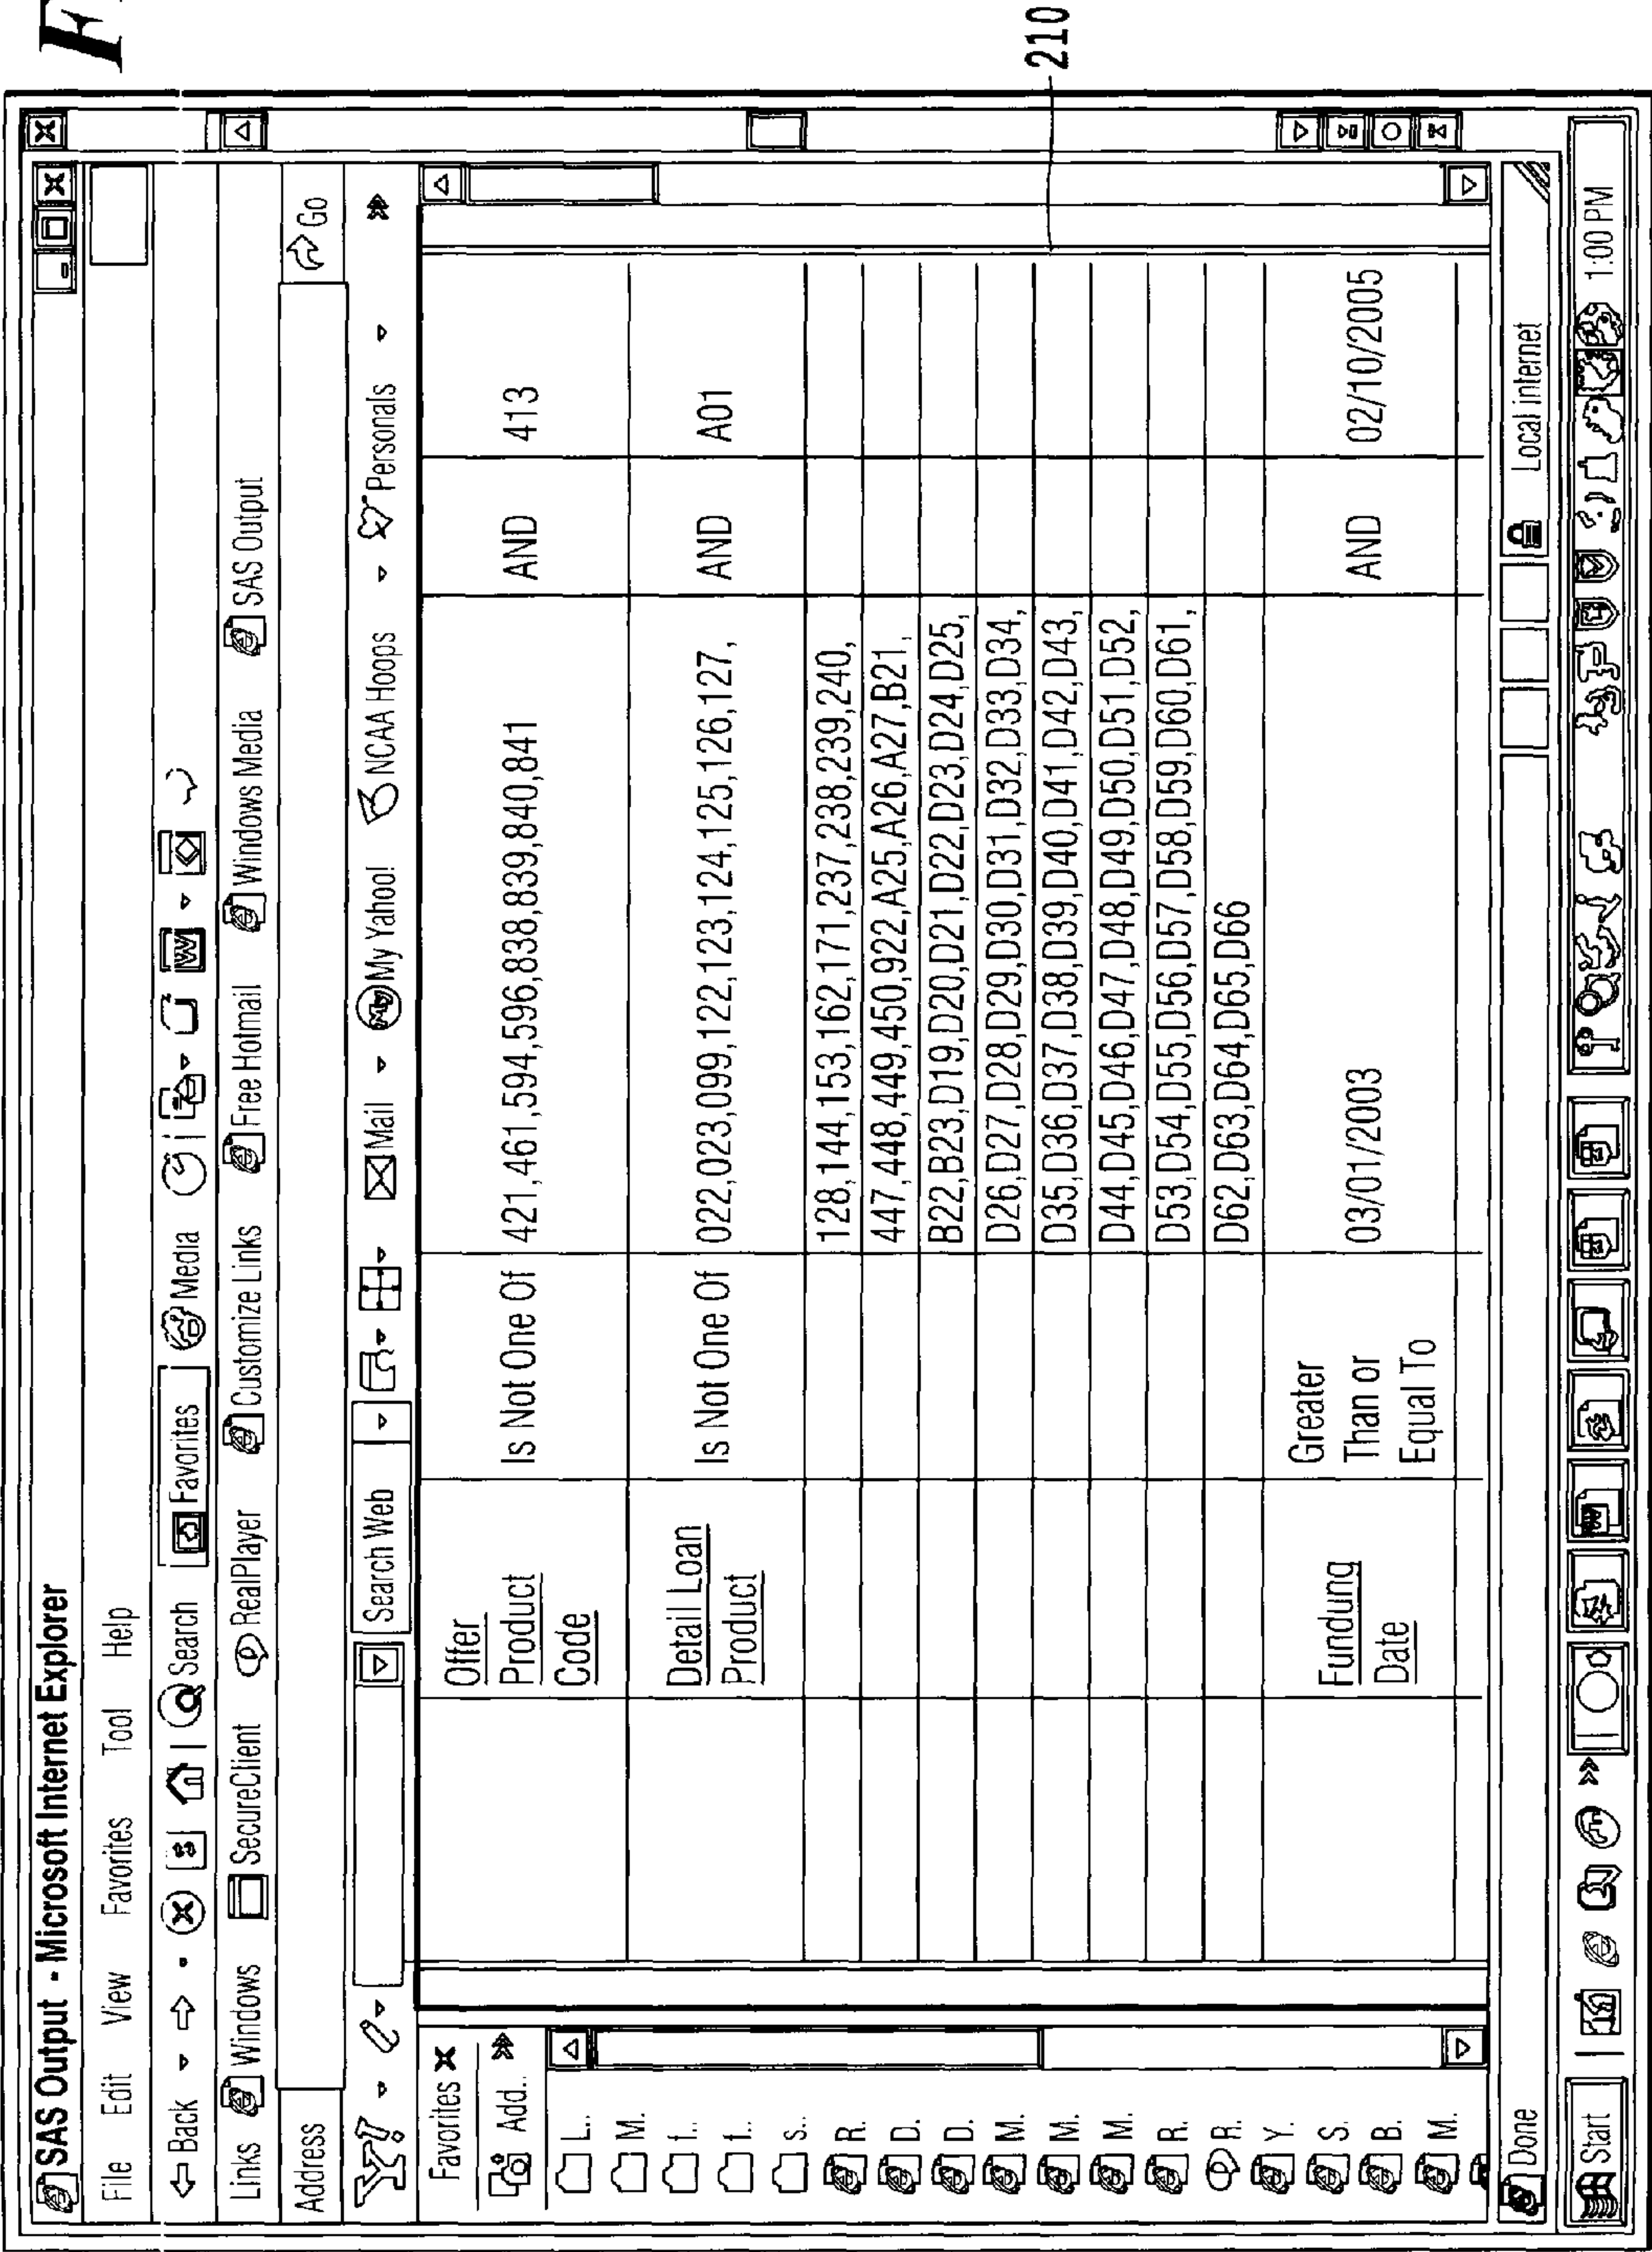 F
SAS Output - Microsoft Internet Explorer
File Edit View Favorites Tool Help
Back Search Favorites Media
Links Windows SecureClient RealPlayer Customize Links Free Hotmail Windows Media SAS Output
Address Go
Y! Search Web Mail My Yahoo! NCAA Hoops Personals
Favorites X
Add..
L..
M.
f..
f..
s..
R.
D.
D.
M.
M.
M.
R.
R.
Y.
S.
B.
M.
Offer
Product Is Not One Of 421,461,594,596,838,839,840,841 AND 413
Code
Detail Loan Is Not One Of 022,023,099,122,123,124,125,126,127, AND A01
Product
128,144,153,162,171,237,238,239,240,
447,448,449,450,922,A25,A26,A27,B21,
B22,B23,D19,D20,D21,D22,D23,D24,D25,
D26,D27,D28,D29,D30,D31,D32,D33,D34,
D35,D36,D37,D38,D39,D40,D41,D42,D43,
D44,D45,D46,D47,D48,D49,D50,D51,D52,
D53,D54,D55,D56,D57,D58,D59,D60,D61,
D62,D63,D64,D65,D66
Greater
Fundung Than or 03/01/2003 AND 02/10/2005
Date Equal To
210
Done Local internet
Start 1:00 PM